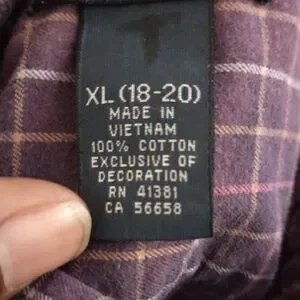 XL (18-20)
MADE IN
VIETNAM
100% COTTON
EXCLUSIVE OF
DECORATION
RN 41381
CA 56658